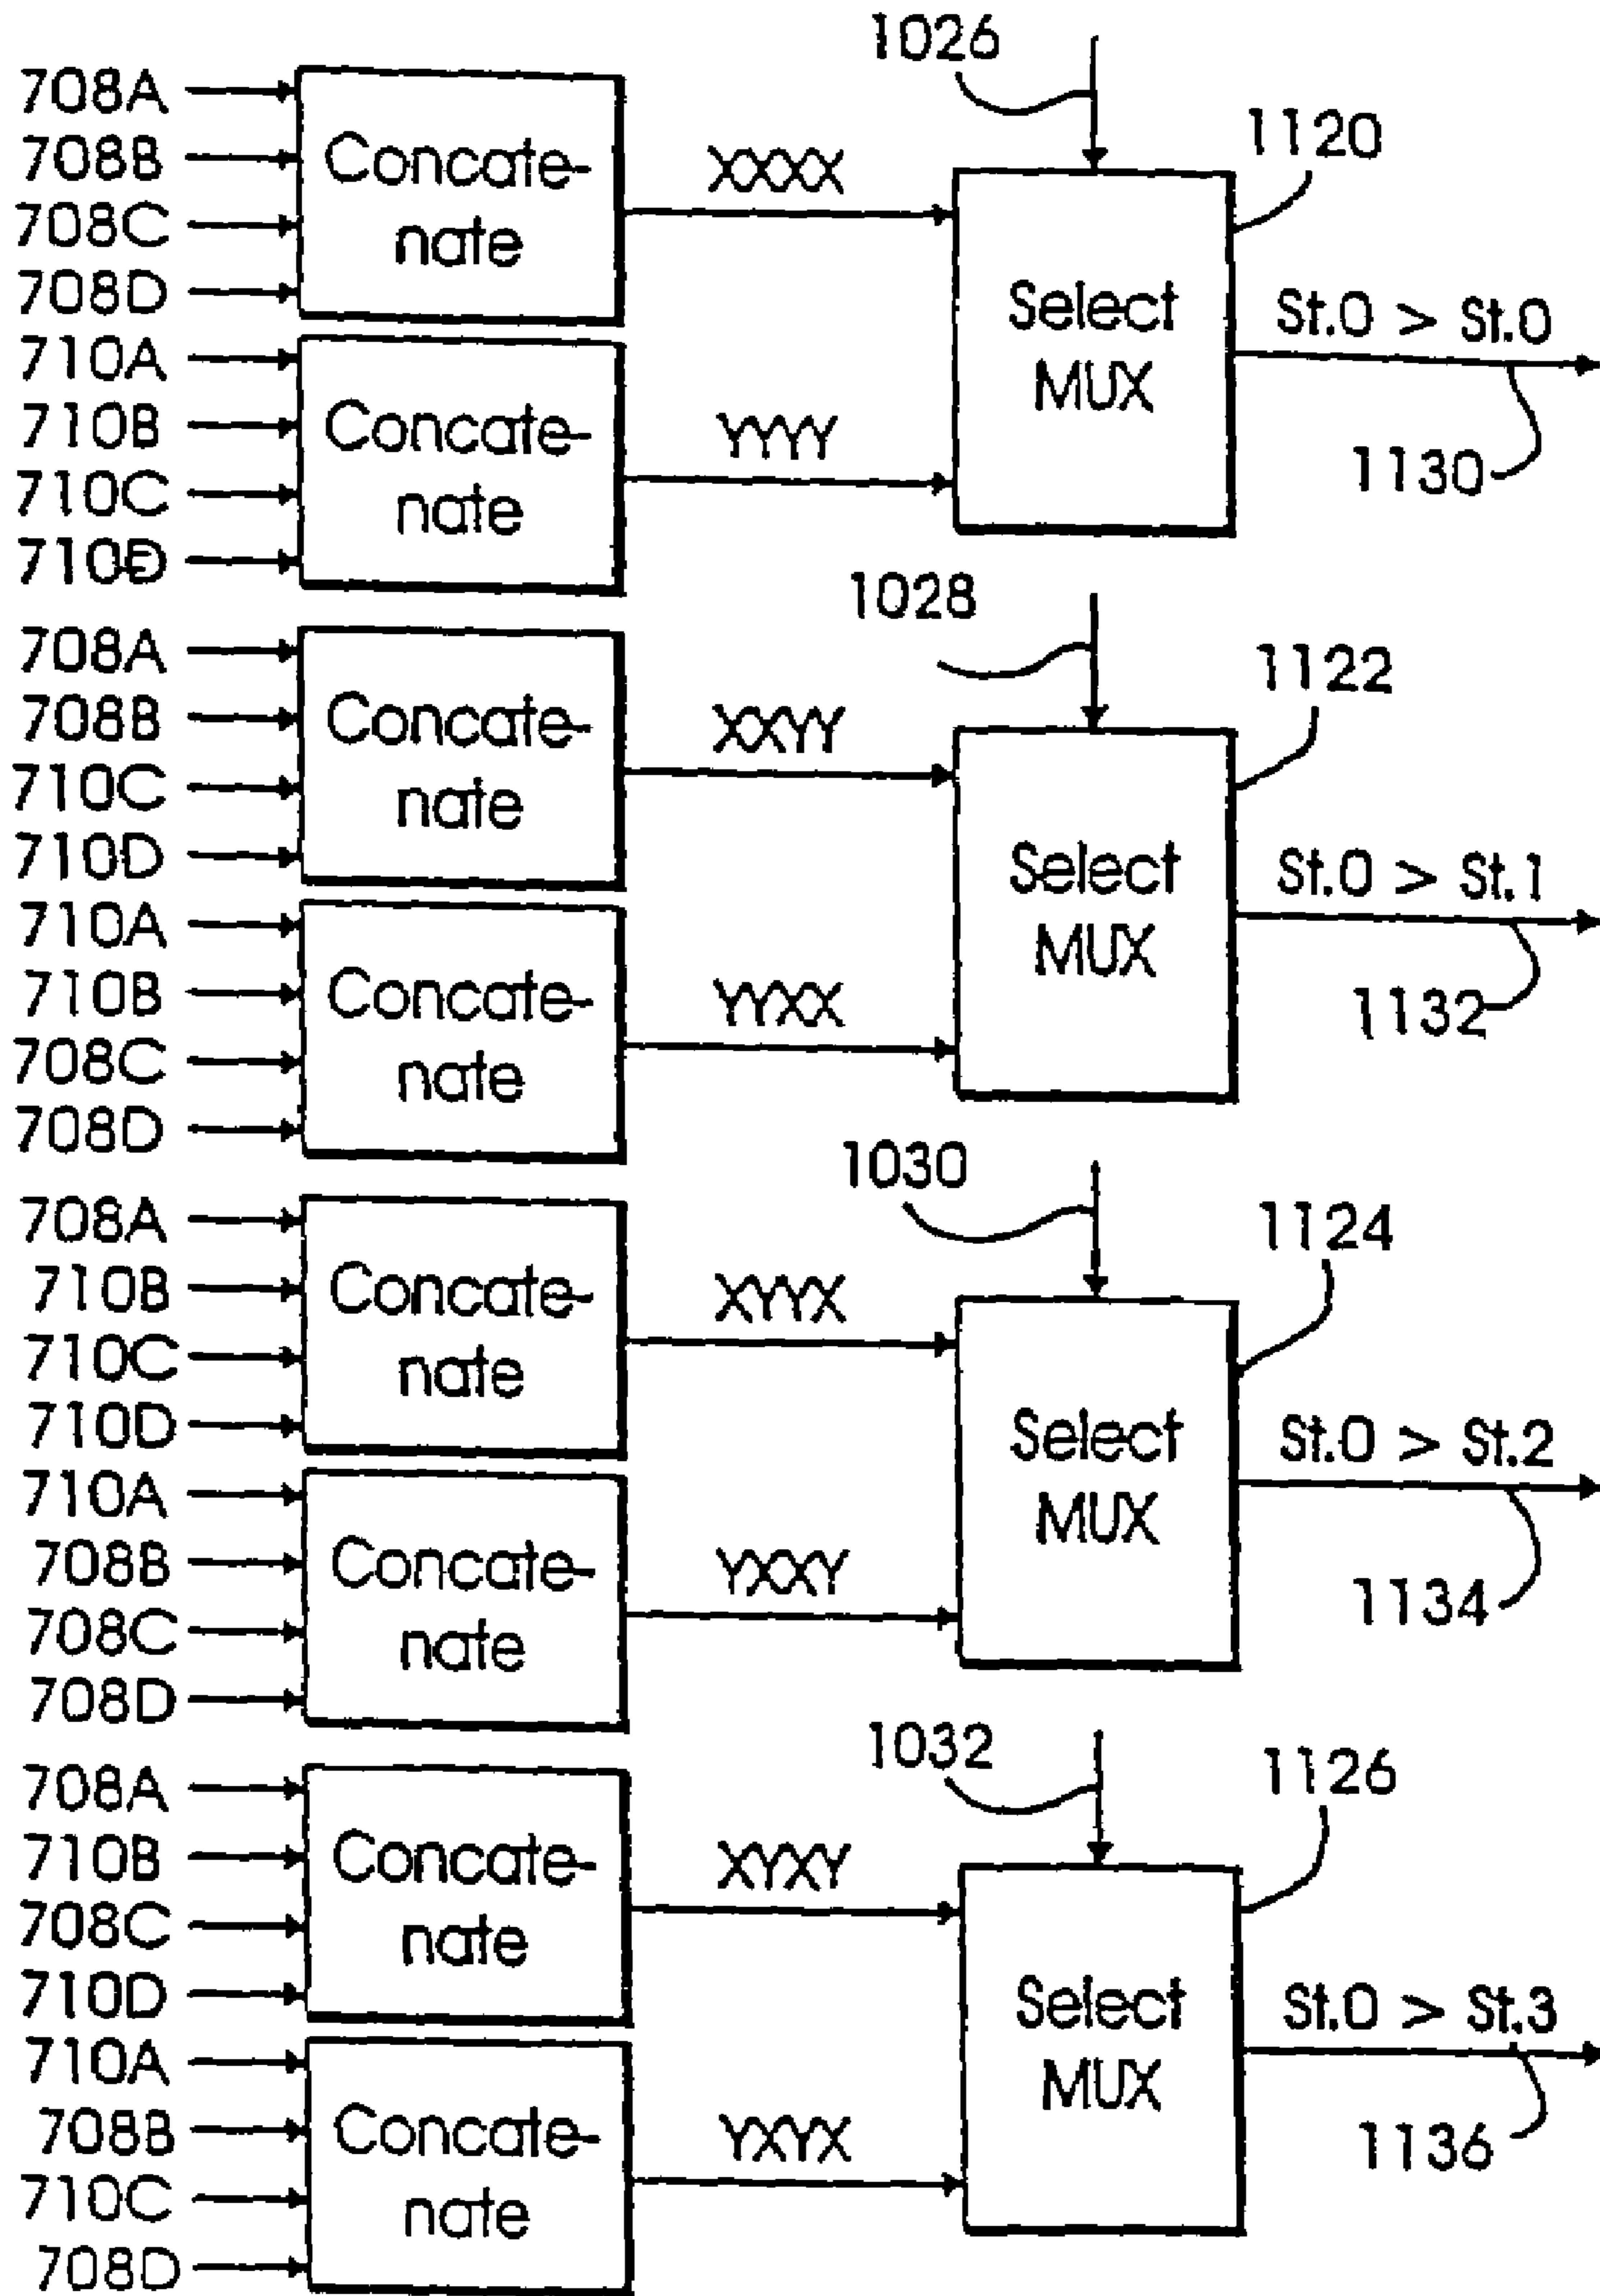 1026
708A
708B
708C
708D
Concate-
nate
XXXX
1120
Select
MUX
St.0 > St.0
1130
710A
710B
710C
710D
Concate-
nate
YYYY
1028
708A
708B
710C
710D
Concate-
nate
XXYY
1122
Select
MUX
St.0 > St.1
1132
710A
710B
708C
708D
Concate-
nate
YYXX
1030
708A
710B
710C
710D
Concate-
nate
XYYX
1124
Select
MUX
St.0 > St.2
1134
710A
708B
708C
708D
Concate-
nate
YXXY
1032
708A
710B
708C
710D
Concate-
nate
XYXY
1126
Select
MUX
St.0 > St.3
1136
710A
708B
710C
708D
Concate-
nate
YXYX